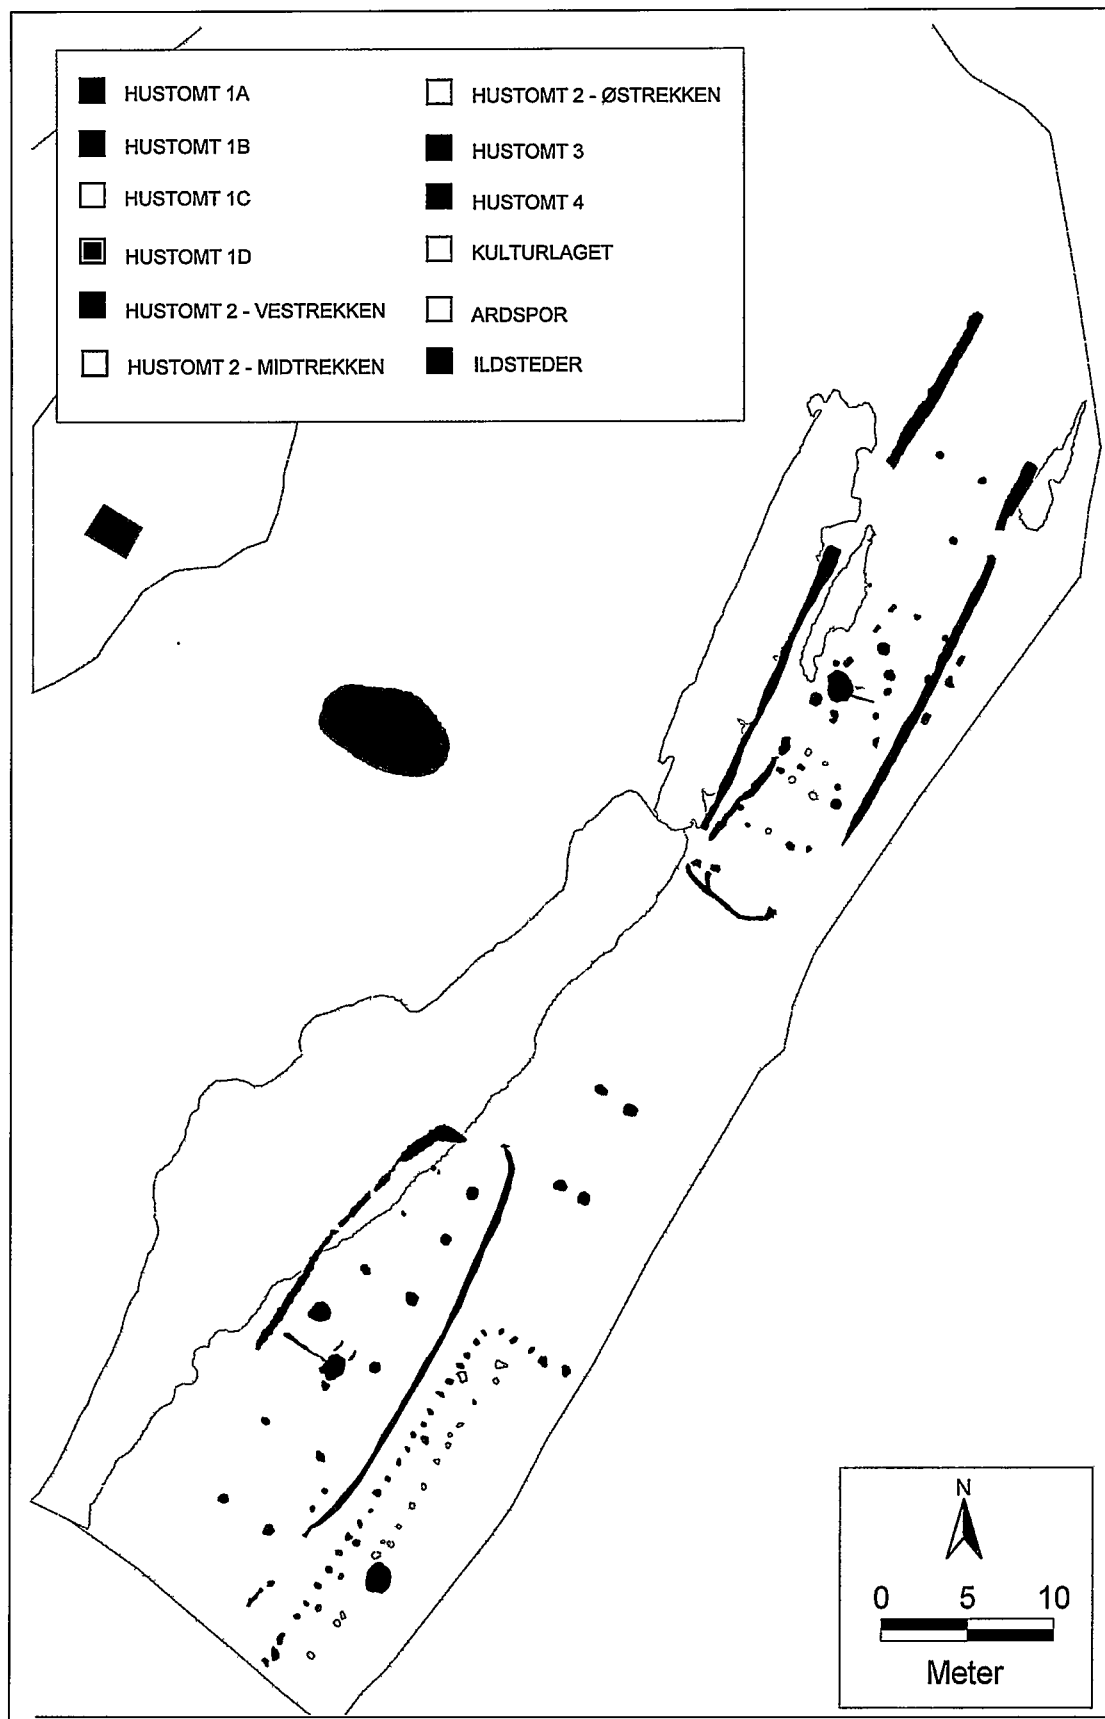 HUSTOMT 1A
HUSTOMT 1B
HUSTOMT 1C
HUSTOMT 1D
HUSTOMT 2 - VESTREKKEN
HUSTOMT 2 - MIDTREKKEN
HUSTOMT 2 - ØSTREKKEN
HUSTOMT 3
HUSTOMT 4
KULTURLAGET
ARDSPOR
ILDSTEDER
N
0 5 10
Meter